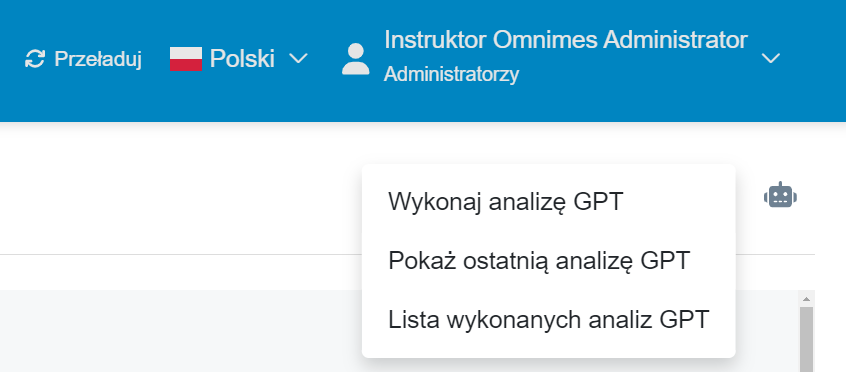 Przeładuj
Polski
Instruktor Omnimes Administrator
Administratorzy
Wykonaj analizę GPT
Pokaż ostatnią analizę GPT
Lista wykonanych analiz GPT